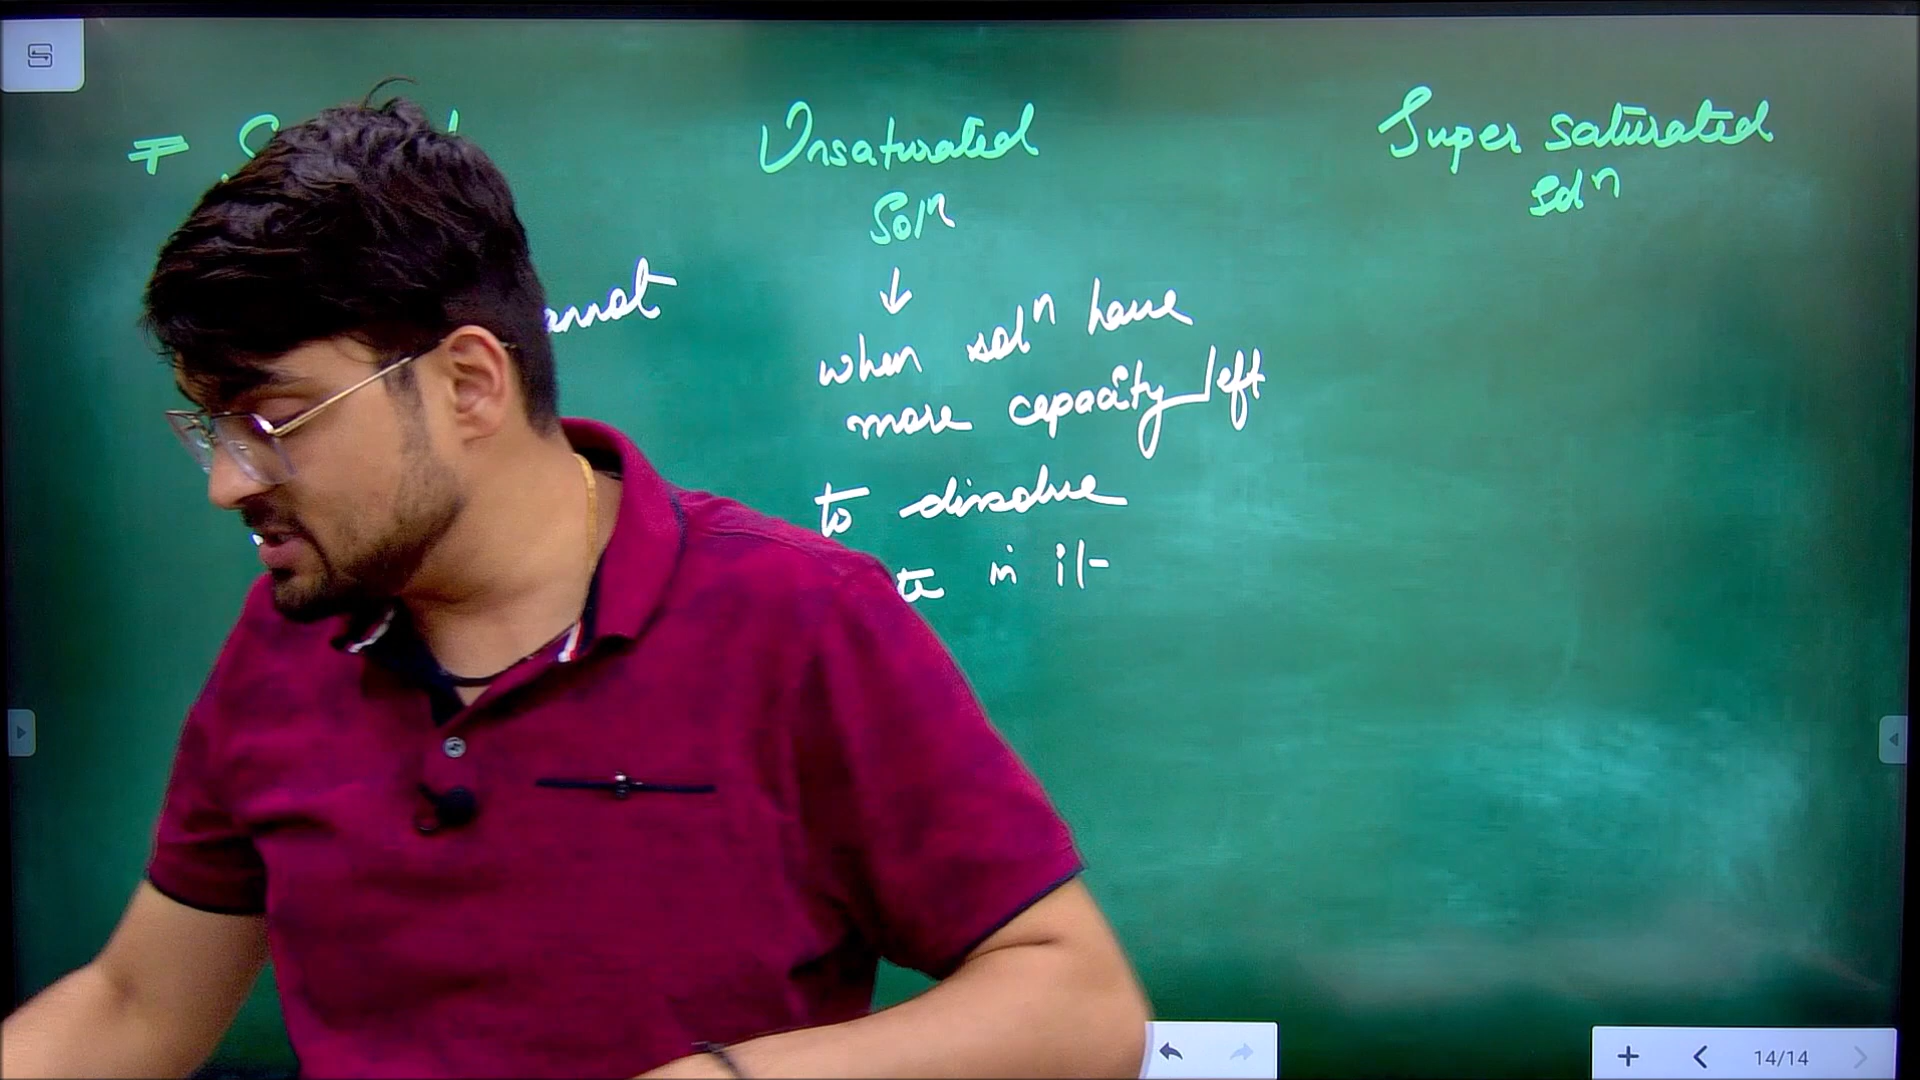 Unsaturated
Solⁿ
↓
when solⁿ have
more capacity left
to dissolve
in it
Super saturated
Solⁿ
14/14